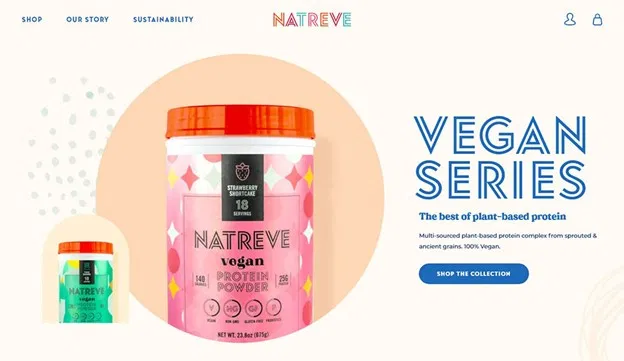 SHOP OUR STORY SUSTAINABILITY NATREVE
VEGAN
SERIES
The best of plant-based protein
Multi-sourced plant-based protein complex from sprouted &
ancient grains. 100% Vegan.
SHOP THE COLLECTION
STRAWBERRY
SHORTCAKE
18
SERVINGS
NATREVE
vegan
PROTEIN
POWDER
140
25G
V N GF P
VEGAN NON-GMO GLUTEN-FREE PROBIOTICS
NET WT. 23.8oz (675g)
NATREVE
vegan